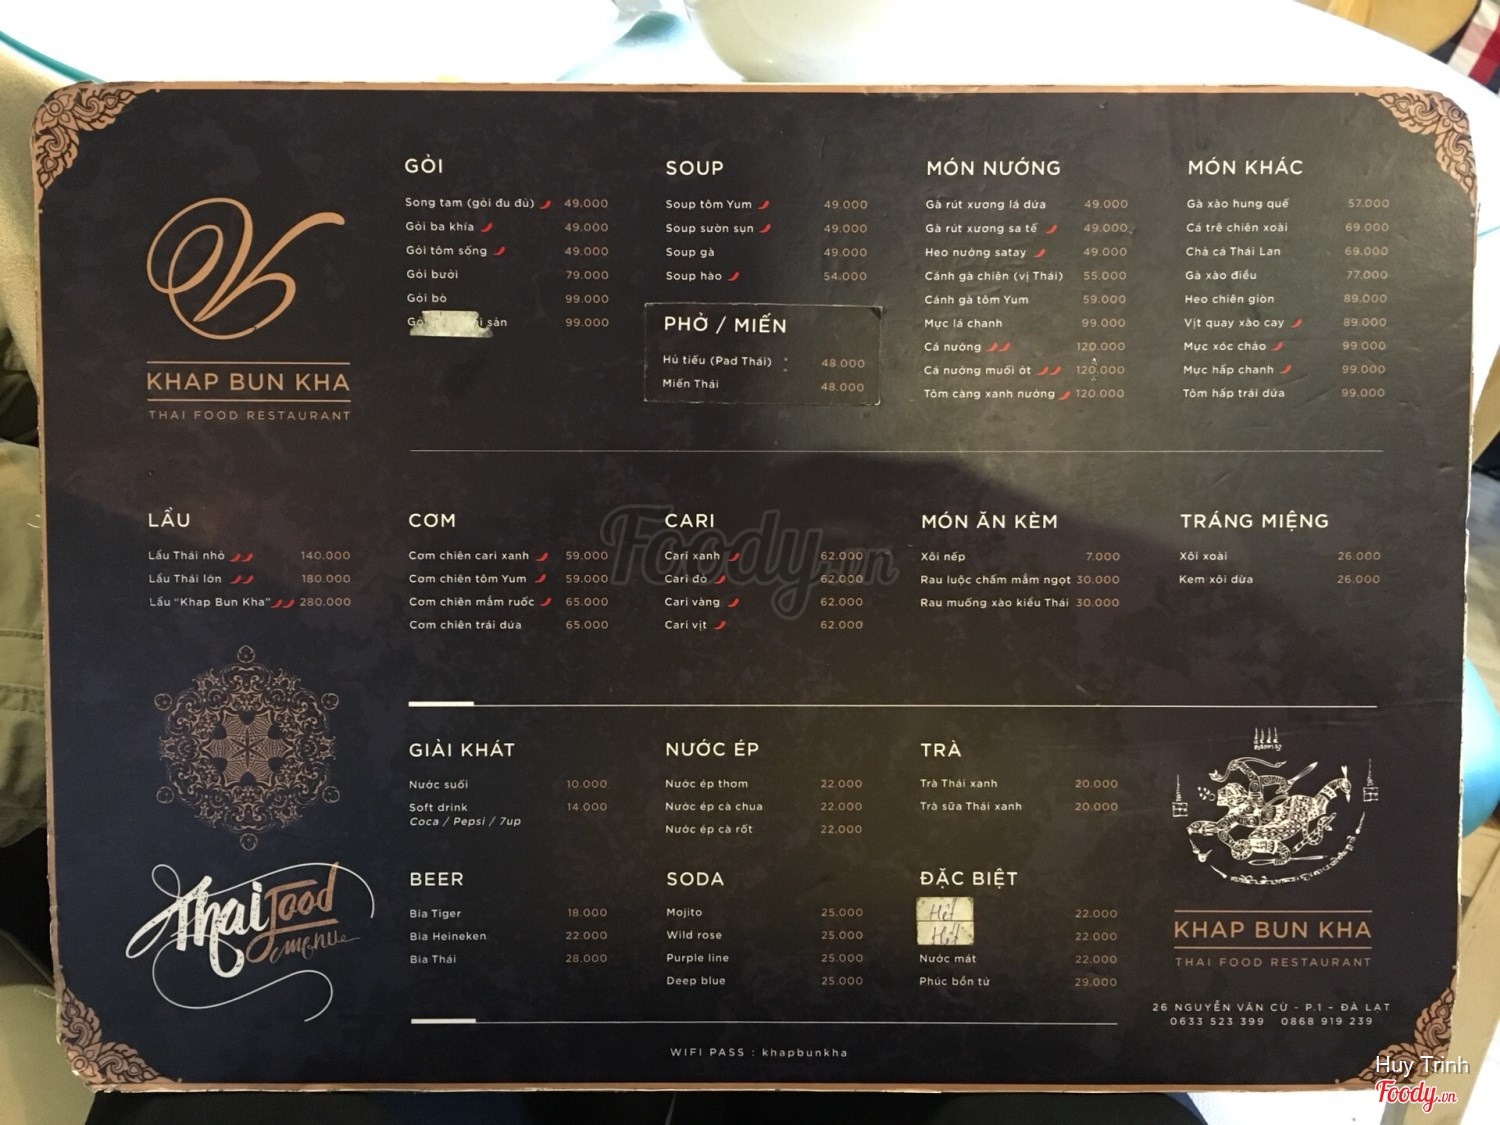 KHAP BUN KHA
THAI FOOD RESTAURANT
GỎI
Song tam (gỏi đu đủ) 49.000
Gỏi ba khía 49.000
Gỏi tôm sống 49.000
Gỏi bưởi 79.000
Gỏi bò 99.000
sản 99.000
SOUP
Soup tôm Yum 49.000
Soup sườn sụn 49.000
Soup gà 49.000
Soup hào 54.000
PHỞ / MIẾN
Hủ tiếu (Pad Thái) 48.000
Miến Thái 48.000
MÓN NƯỚNG
Gà rút xương lá dứa 49.000
Gà rút xương sa tế 49.000
Heo nướng satay 49.000
Cánh gà chiên (vị Thái) 55.000
Cánh gà tôm Yum 59.000
Mực lá chanh 99.000
Cá nướng 120.000
Cá nướng muối ớt 120.000
Tôm càng xanh nướng 120.000
MÓN KHÁC
Gà xào hung quế 57.000
Cá trê chiên xoài 69.000
Chả cá Thái Lan 69.000
Gà xào điều 77.000
Heo chiên giòn 89.000
Vịt quay xào cay 89.000
Mực xóc chảo 99.000
Mực hấp chanh 99.000
Tôm hấp trái dứa 99.000
LẨU
Lẩu Thái nhỏ 140.000
Lẩu Thái lớn 180.000
Lẩu “Khap Bun Kha” 280.000
CƠM
Cơm chiên cari xanh 59.000
Cơm chiên tôm Yum 59.000
Cơm chiên mắm ruốc 65.000
Cơm chiên trái dứa 65.000
CARI
Cari xanh 62.000
Cari đỏ 62.000
Cari vàng 62.000
Cari vịt 62.000
MÓN ĂN KÈM
Xôi nếp 7.000
Rau luộc chấm mắm ngọt 30.000
Rau muống xào kiểu Thái 30.000
TRÁNG MIỆNG
Xôi xoài 26.000
Kem xôi dừa 26.000
Foody.vn
Thai food
menu
GIẢI KHÁT
Nước suối 10.000
Soft drink 14.000
Coca / Pepsi / 7up
NƯỚC ÉP
Nước ép thơm 22.000
Nước ép cà chua 22.000
Nước ép cà rốt 22.000
TRÀ
Trà Thái xanh 20.000
Trà sữa Thái xanh 20.000
BEER
Bia Tiger 18.000
Bia Heineken 22.000
Bia Thái 28.000
SODA
Mojito 25.000
Wild rose 25.000
Purple line 25.000
Deep blue 25.000
ĐẶC BIỆT
Hết 22.000
Hết 22.000
Nước mát 22.000
Phúc bồn tử 29.000
KHAP BUN KHA
THAI FOOD RESTAURANT
26 NGUYỄN VĂN CỪ - P.1 - ĐÀ LẠT
0633 523 399 0868 919 239
WIFI PASS : khapbunkha
Huy Trinh
Foody.vn